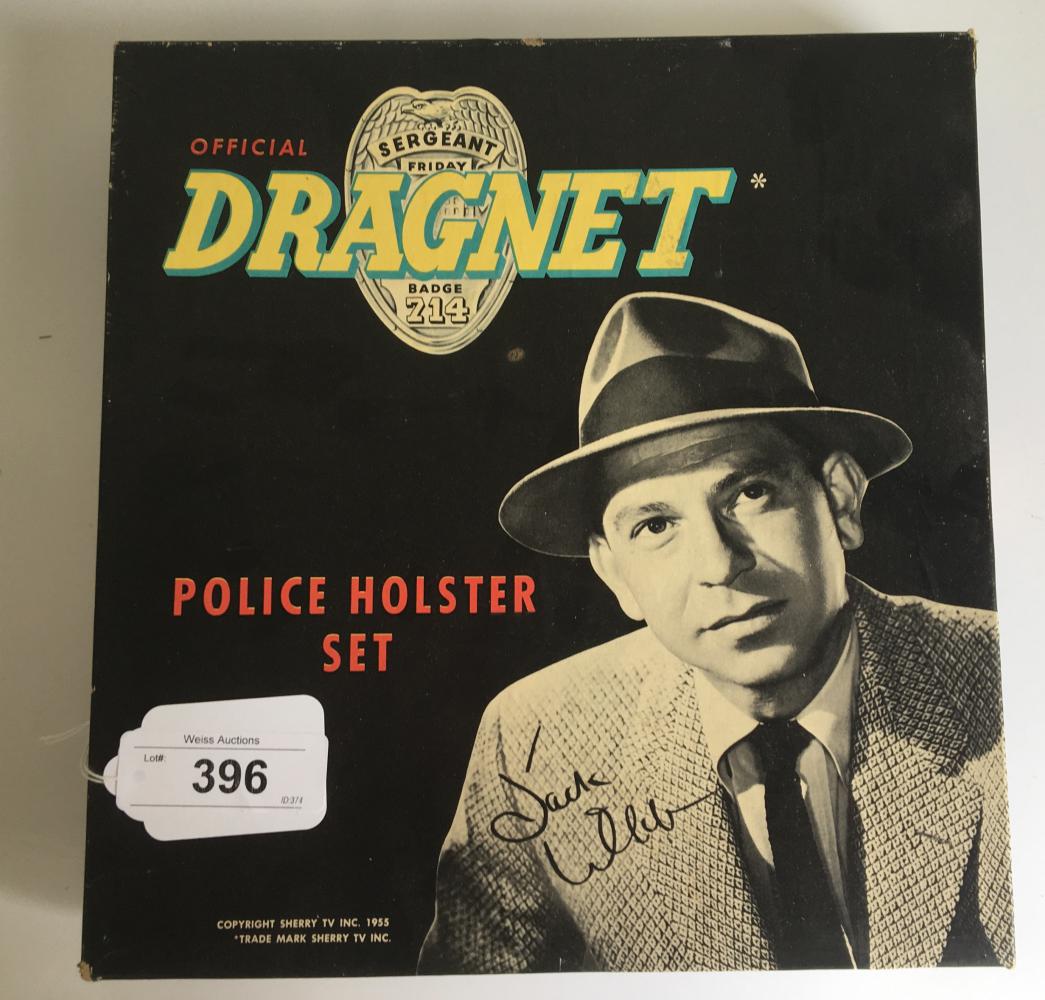 OFFICIAL
SERGEANT
FRIDAY
DRAGNET*
BADGE
714
POLICE HOLSTER
SET
Weiss Auctions
Lot#: 396
ID:374
Jack Webb
COPYRIGHT SHERRY TV INC. 1955
*TRADE MARK SHERRY TV INC.